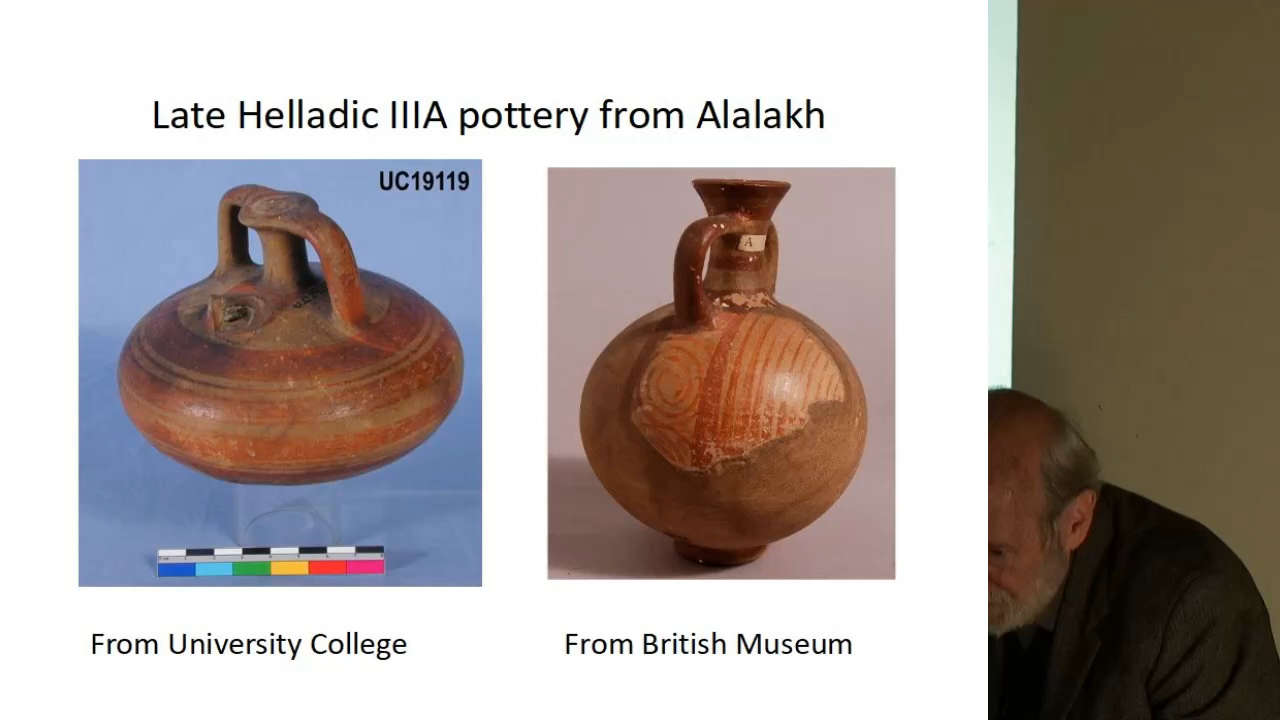 Late Helladic IIIA pottery from Alalakh
UC19119
A
From University College
From British Museum